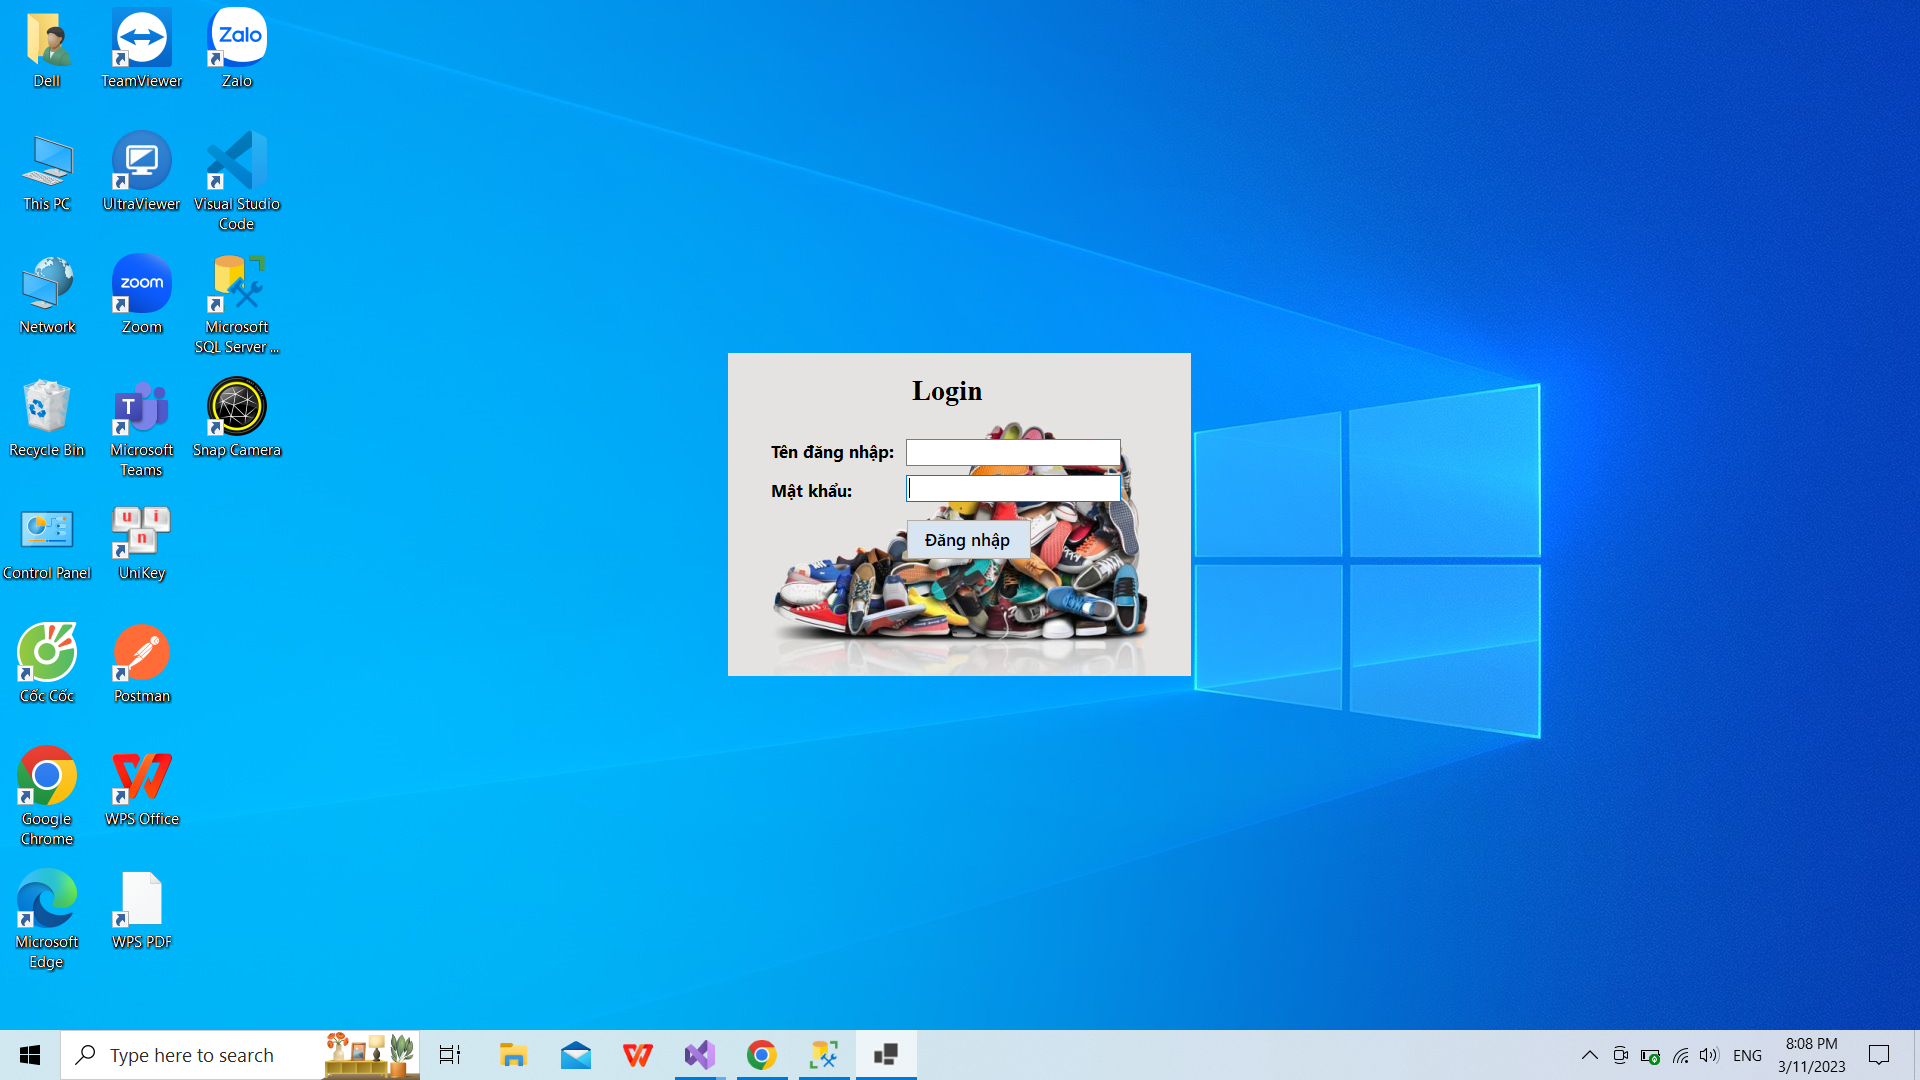 Dell
TeamViewer
Zalo
Zalo
This PC
UltraViewer
Visual Studio
Code
Network
zoom
Zoom
Microsoft
SQL Server ...
Recycle Bin
T
Microsoft
Teams
Snap Camera
Control Panel
u i
n
UniKey
Cốc Cốc
Postman
Google
Chrome
WPS Office
Microsoft
Edge
WPS PDF
Login
Tên đăng nhập:
Mật khẩu:
Đăng nhập
Type here to search
ENG
8:08 PM
3/11/2023